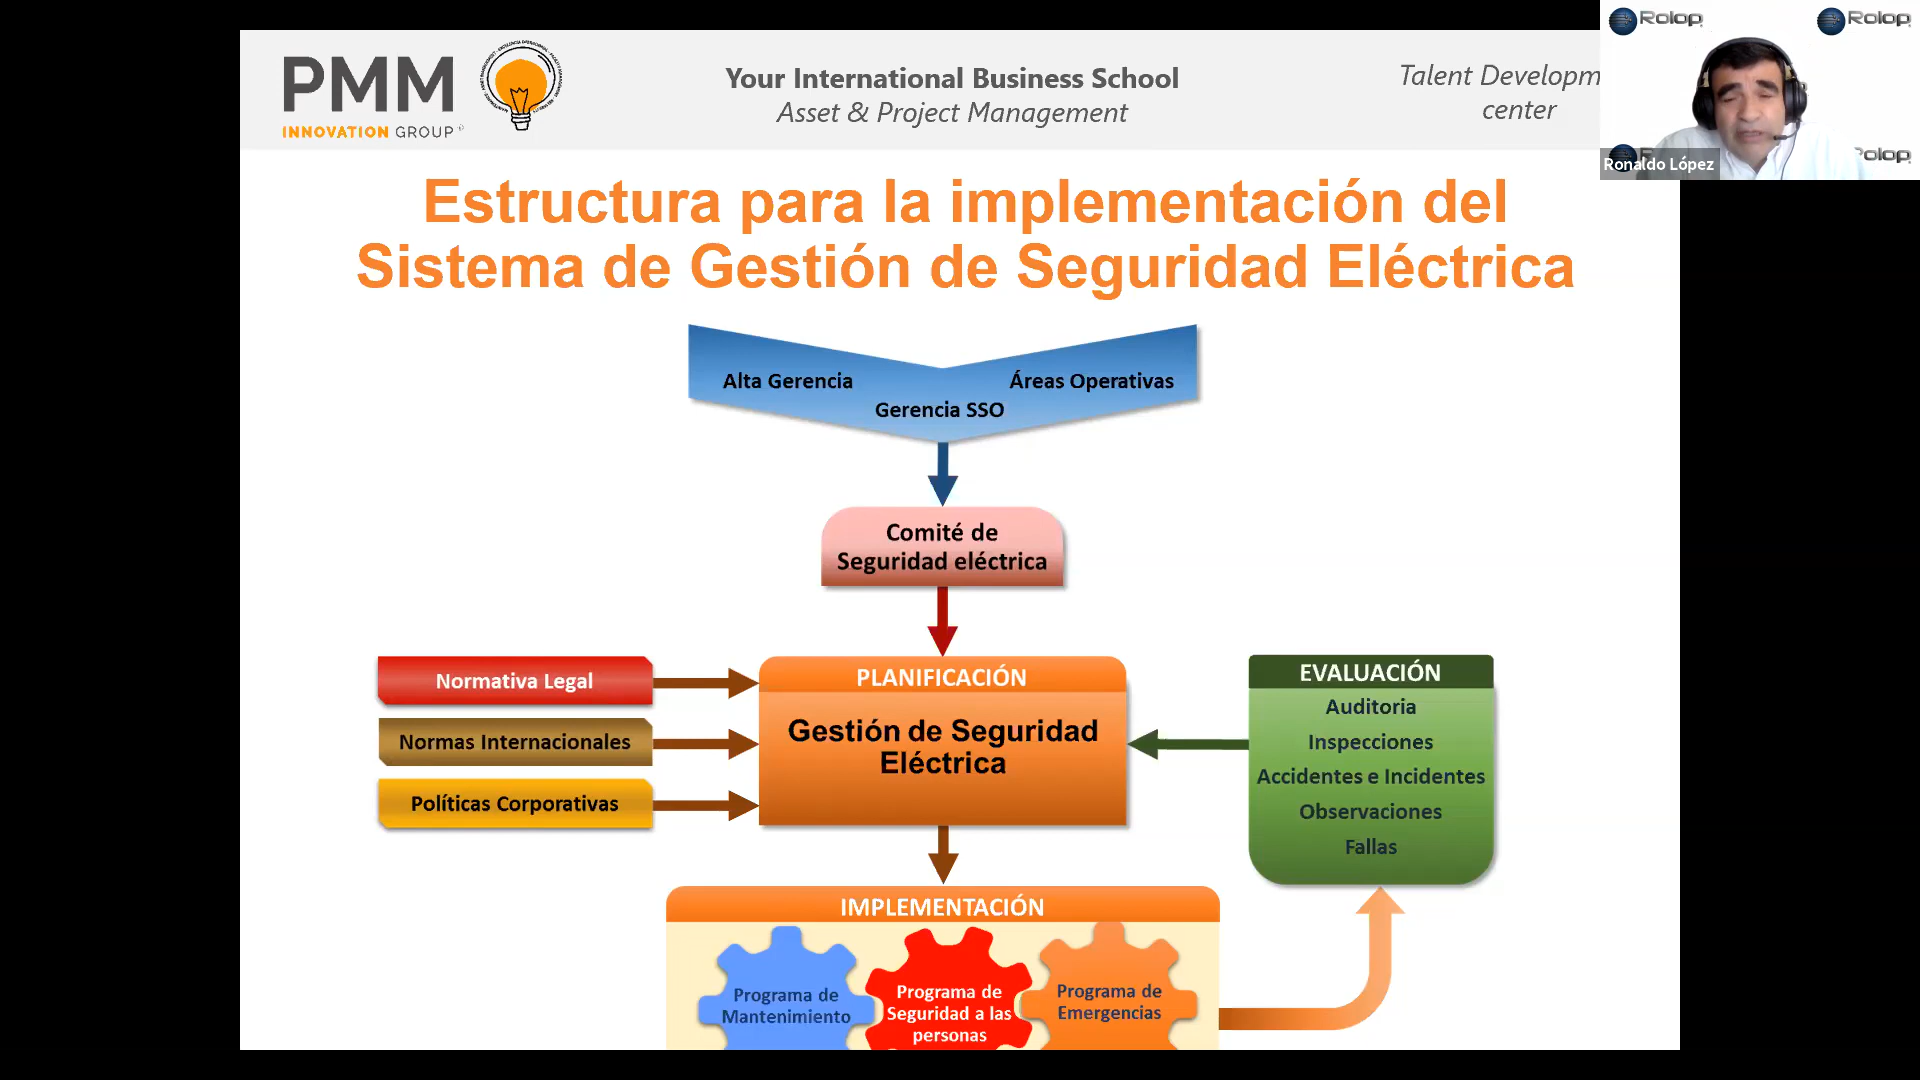 PMM
INNOVATION GROUP
Your International Business School
Asset & Project Management
Talent Developm
center
Rolop
Rolop
Rolop
Ronaldo López
Estructura para la implementación del
Sistema de Gestión de Seguridad Eléctrica
Alta Gerencia
Áreas Operativas
Gerencia SSO
Comité de
Seguridad eléctrica
Normativa Legal
Normas Internacionales
Políticas Corporativas
PLANIFICACIÓN
Gestión de Seguridad
Eléctrica
EVALUACIÓN
Auditoria
Inspecciones
Accidentes e Incidentes
Observaciones
Fallas
IMPLEMENTACIÓN
Programa de
Mantenimiento
Programa de
Seguridad a las
personas
Programa de
Emergencias